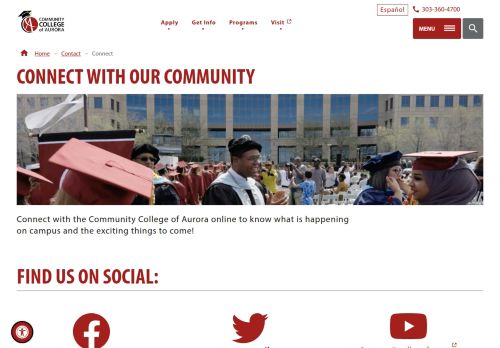 Español
303-360-4700
COMMUNITY
COLLEGE
of AURORA
Apply
Get Info
Programs
Visit
MENU
Home – Contact – Connect
CONNECT WITH OUR COMMUNITY
Connect with the Community College of Aurora online to know what is happening
on campus and the exciting things to come!
FIND US ON SOCIAL: